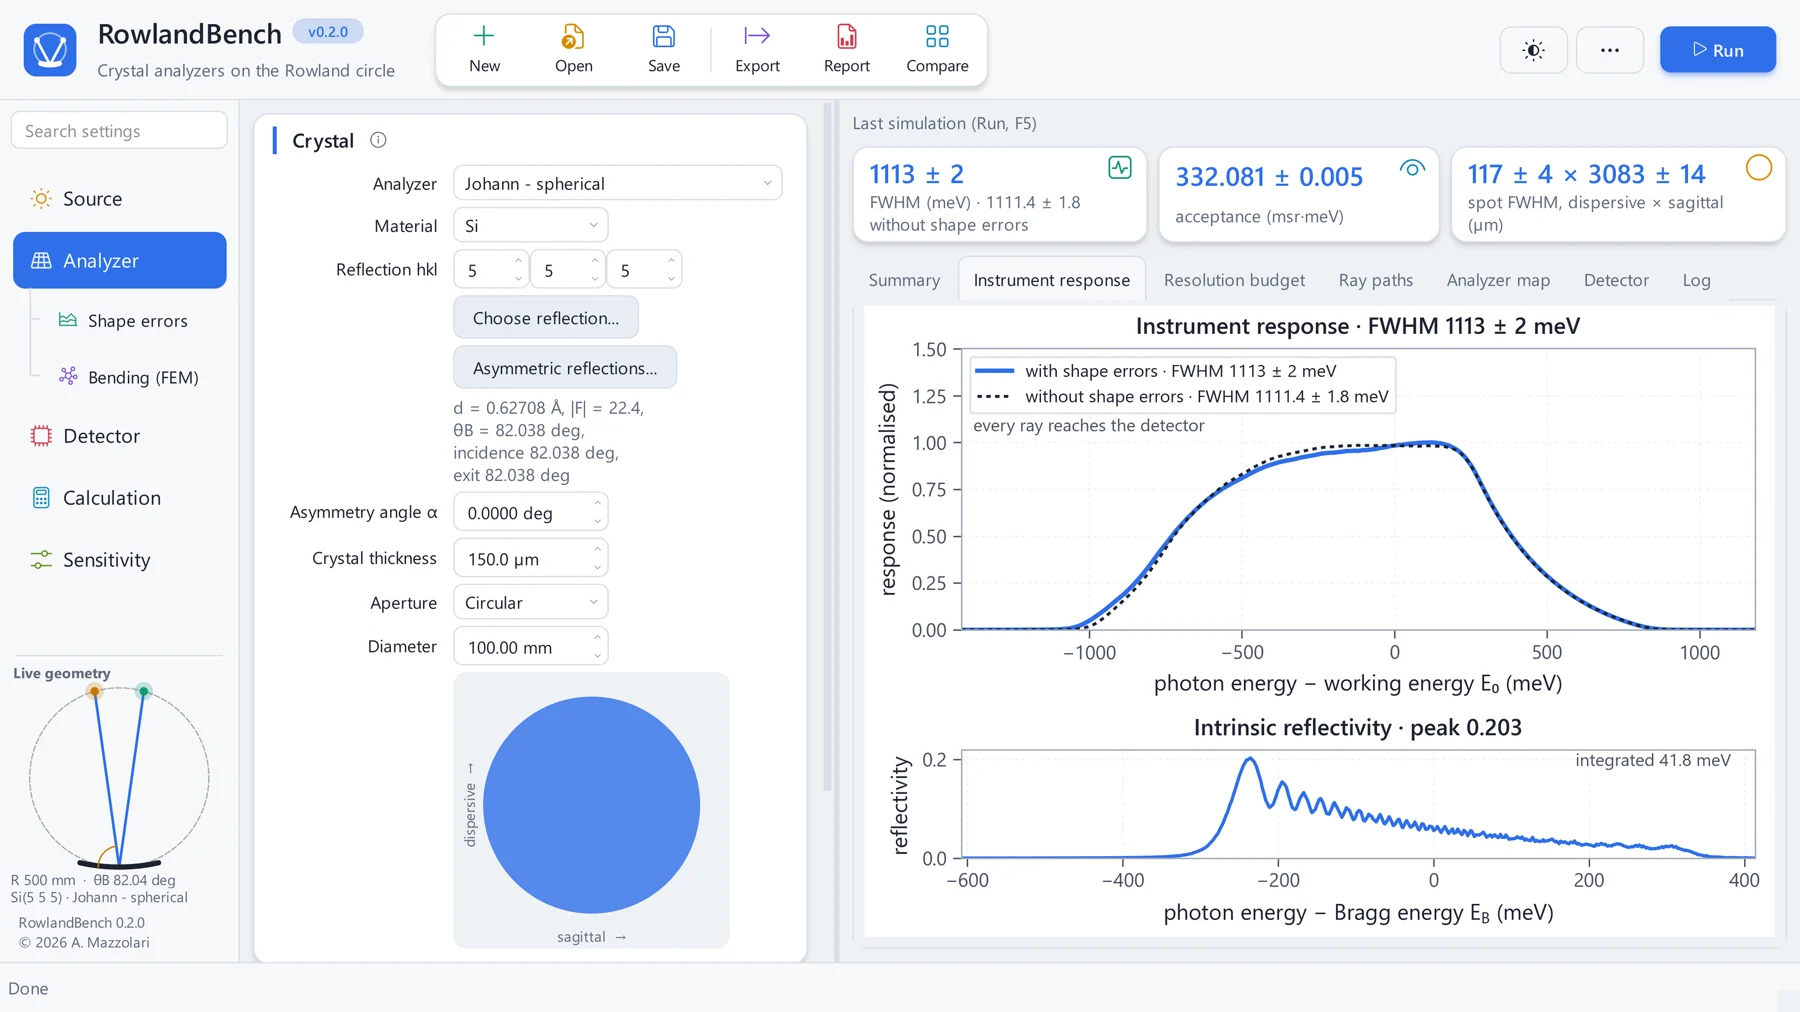 RowlandBench v0.2.0
Crystal analyzers on the Rowland circle
New Open Save Export Report Compare
Run
Search settings
Source
Analyzer
Shape errors
Bending (FEM)
Detector
Calculation
Sensitivity
Live geometry
R 500 mm · θB 82.04 deg
Si(5 5 5) · Johann - spherical
RowlandBench 0.2.0
© 2026 A. Mazzolari
Crystal
Analyzer Johann - spherical
Material Si
Reflection hkl 5 5 5
Choose reflection...
Asymmetric reflections...
d = 0.62708 Å, |F| = 22.4,
θB = 82.038 deg,
incidence 82.038 deg,
exit 82.038 deg
Asymmetry angle α 0.0000 deg
Crystal thickness 150.0 µm
Aperture Circular
Diameter 100.00 mm
dispersive →
sagittal →
Last simulation (Run, F5)
1113 ± 2
FWHM (meV) · 1111.4 ± 1.8
without shape errors
332.081 ± 0.005
acceptance (msr·meV)
117 ± 4 × 3083 ± 14
spot FWHM, dispersive × sagittal
(µm)
Summary Instrument response Resolution budget Ray paths Analyzer map Detector Log
Instrument response · FWHM 1113 ± 2 meV
with shape errors · FWHM 1113 ± 2 meV
without shape errors · FWHM 1111.4 ± 1.8 meV
every ray reaches the detector
response (normalised)
1.50
1.25
1.00
0.75
0.50
0.25
0.00
−1000 −500 0 500 1000
photon energy − working energy E₀ (meV)
Intrinsic reflectivity · peak 0.203
integrated 41.8 meV
reflectivity
0.2
0.0
−600 −400 −200 0 200 400
photon energy − Bragg energy E_B (meV)
Done